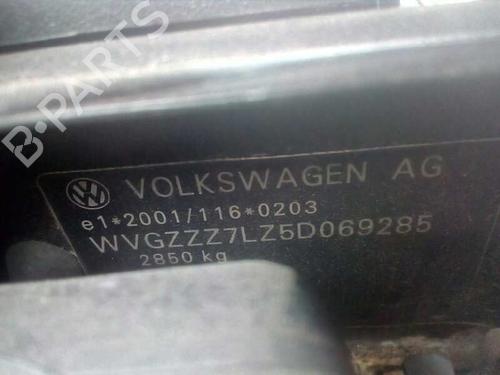 VOLKSWAGEN AG
e1*2001/116*0203
WVGZZZ7LZ5D069285
2850 kg
B-PARTS